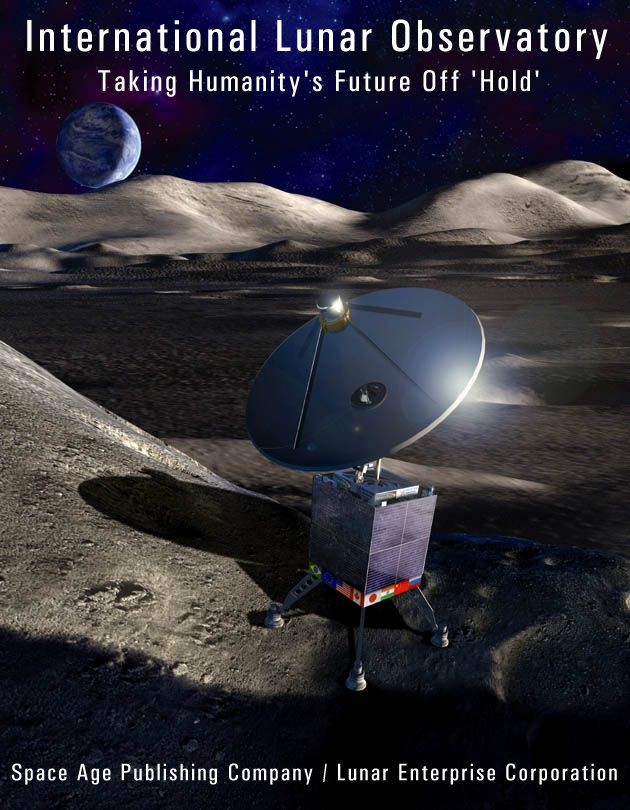 International Lunar Observatory
Taking Humanity's Future Off 'Hold'
Space Age Publishing Company / Lunar Enterprise Corporation